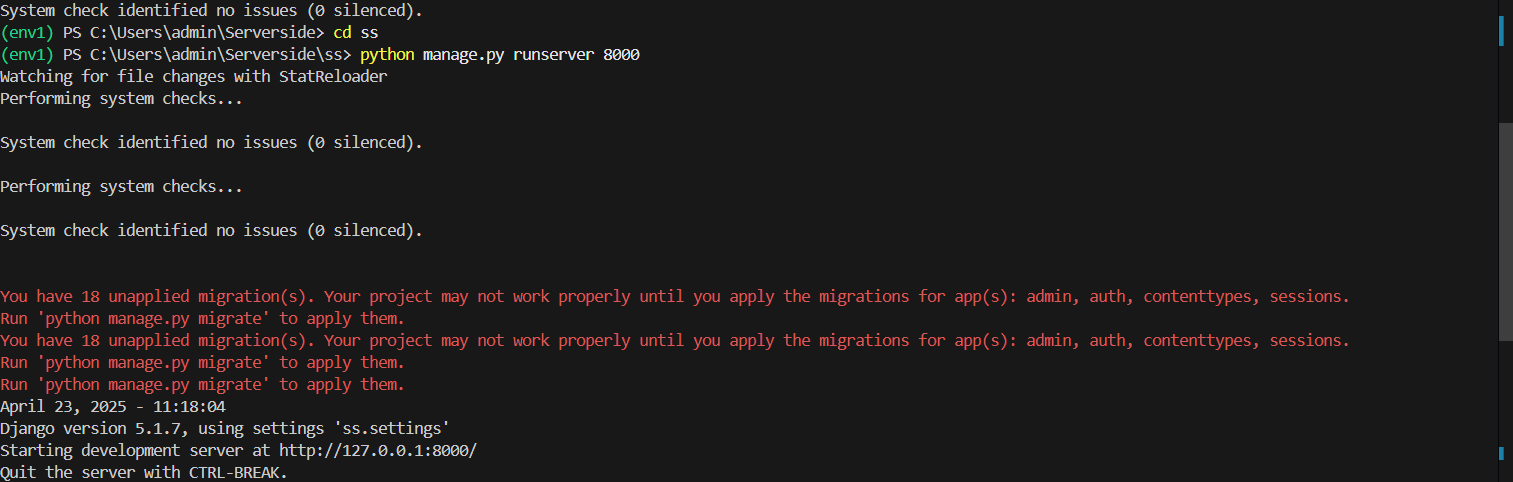 System check identified no issues (0 silenced).
(env1) PS C:\Users\admin\Serverside> cd ss
(env1) PS C:\Users\admin\Serverside\ss> python manage.py runserver 8000
Watching for file changes with StatReloader
Performing system checks...
System check identified no issues (0 silenced).
Performing system checks...
System check identified no issues (0 silenced).
You have 18 unapplied migration(s). Your project may not work properly until you apply the migrations for app(s): admin, auth, contenttypes, sessions.
Run 'python manage.py migrate' to apply them.
You have 18 unapplied migration(s). Your project may not work properly until you apply the migrations for app(s): admin, auth, contenttypes, sessions.
Run 'python manage.py migrate' to apply them.
Run 'python manage.py migrate' to apply them.
April 23, 2025 - 11:18:04
Django version 5.1.7, using settings 'ss.settings'
Starting development server at http://127.0.0.1:8000/
Quit the server with CTRL-BREAK.